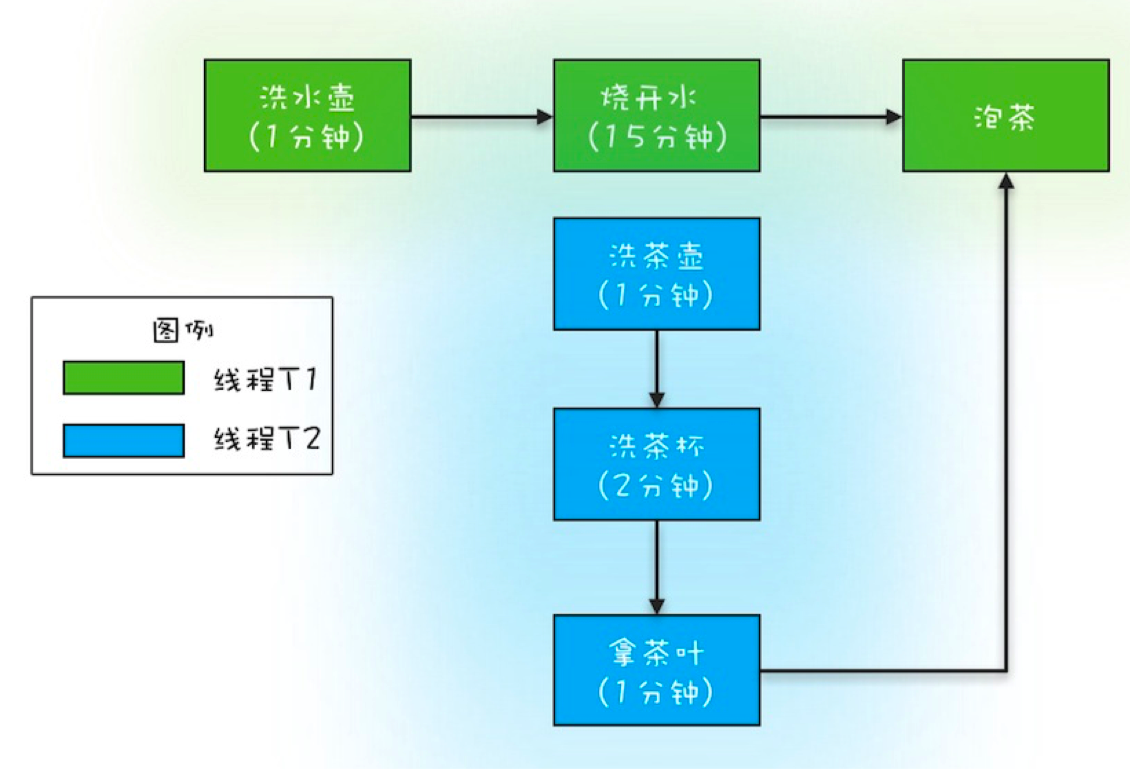 洗水壶
(1分钟)
烧开水
(15分钟)
泡茶
洗茶壶
(1分钟)
图例
线程T1
线程T2
洗茶杯
(2分钟)
拿茶叶
(1分钟)